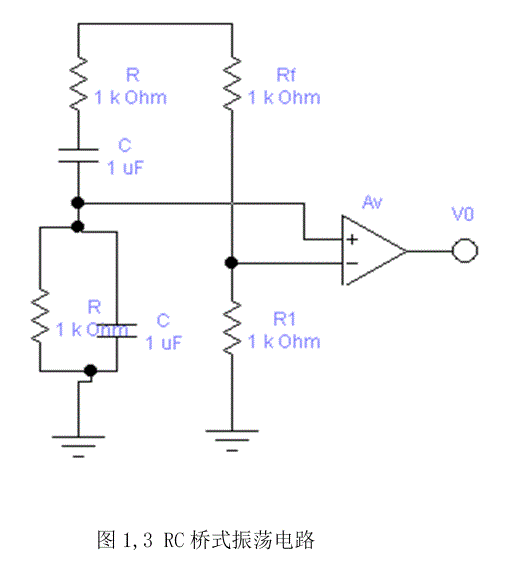 R
1 k Ohm
Rf
1 k Ohm
C
1 uF
Av
V0
+
−
R
1 k Ohm
C
1 uF
R1
1 k Ohm
图 1,3 RC 桥式振荡电路